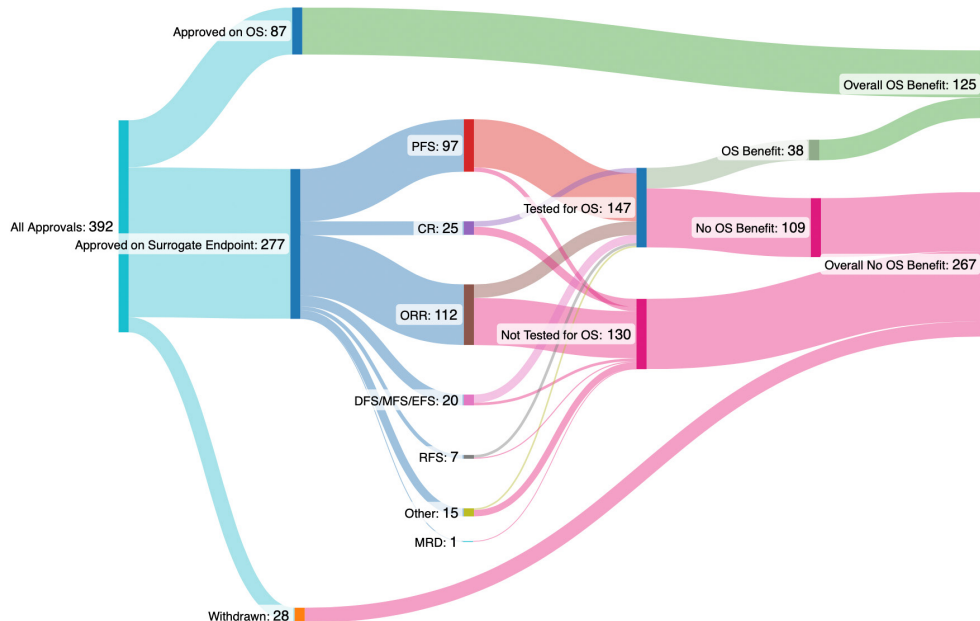 Approved on OS: 87
Overall OS Benefit: 125
PFS: 97
OS Benefit: 38
Tested for OS: 147
All Approvals: 392
CR: 25
No OS Benefit: 109
Approved on Surrogate Endpoint: 277
Overall No OS Benefit: 267
ORR: 112
Not Tested for OS: 130
DFS/MFS/EFS: 20
RFS: 7
Other: 15
MRD: 1
Withdrawn: 28